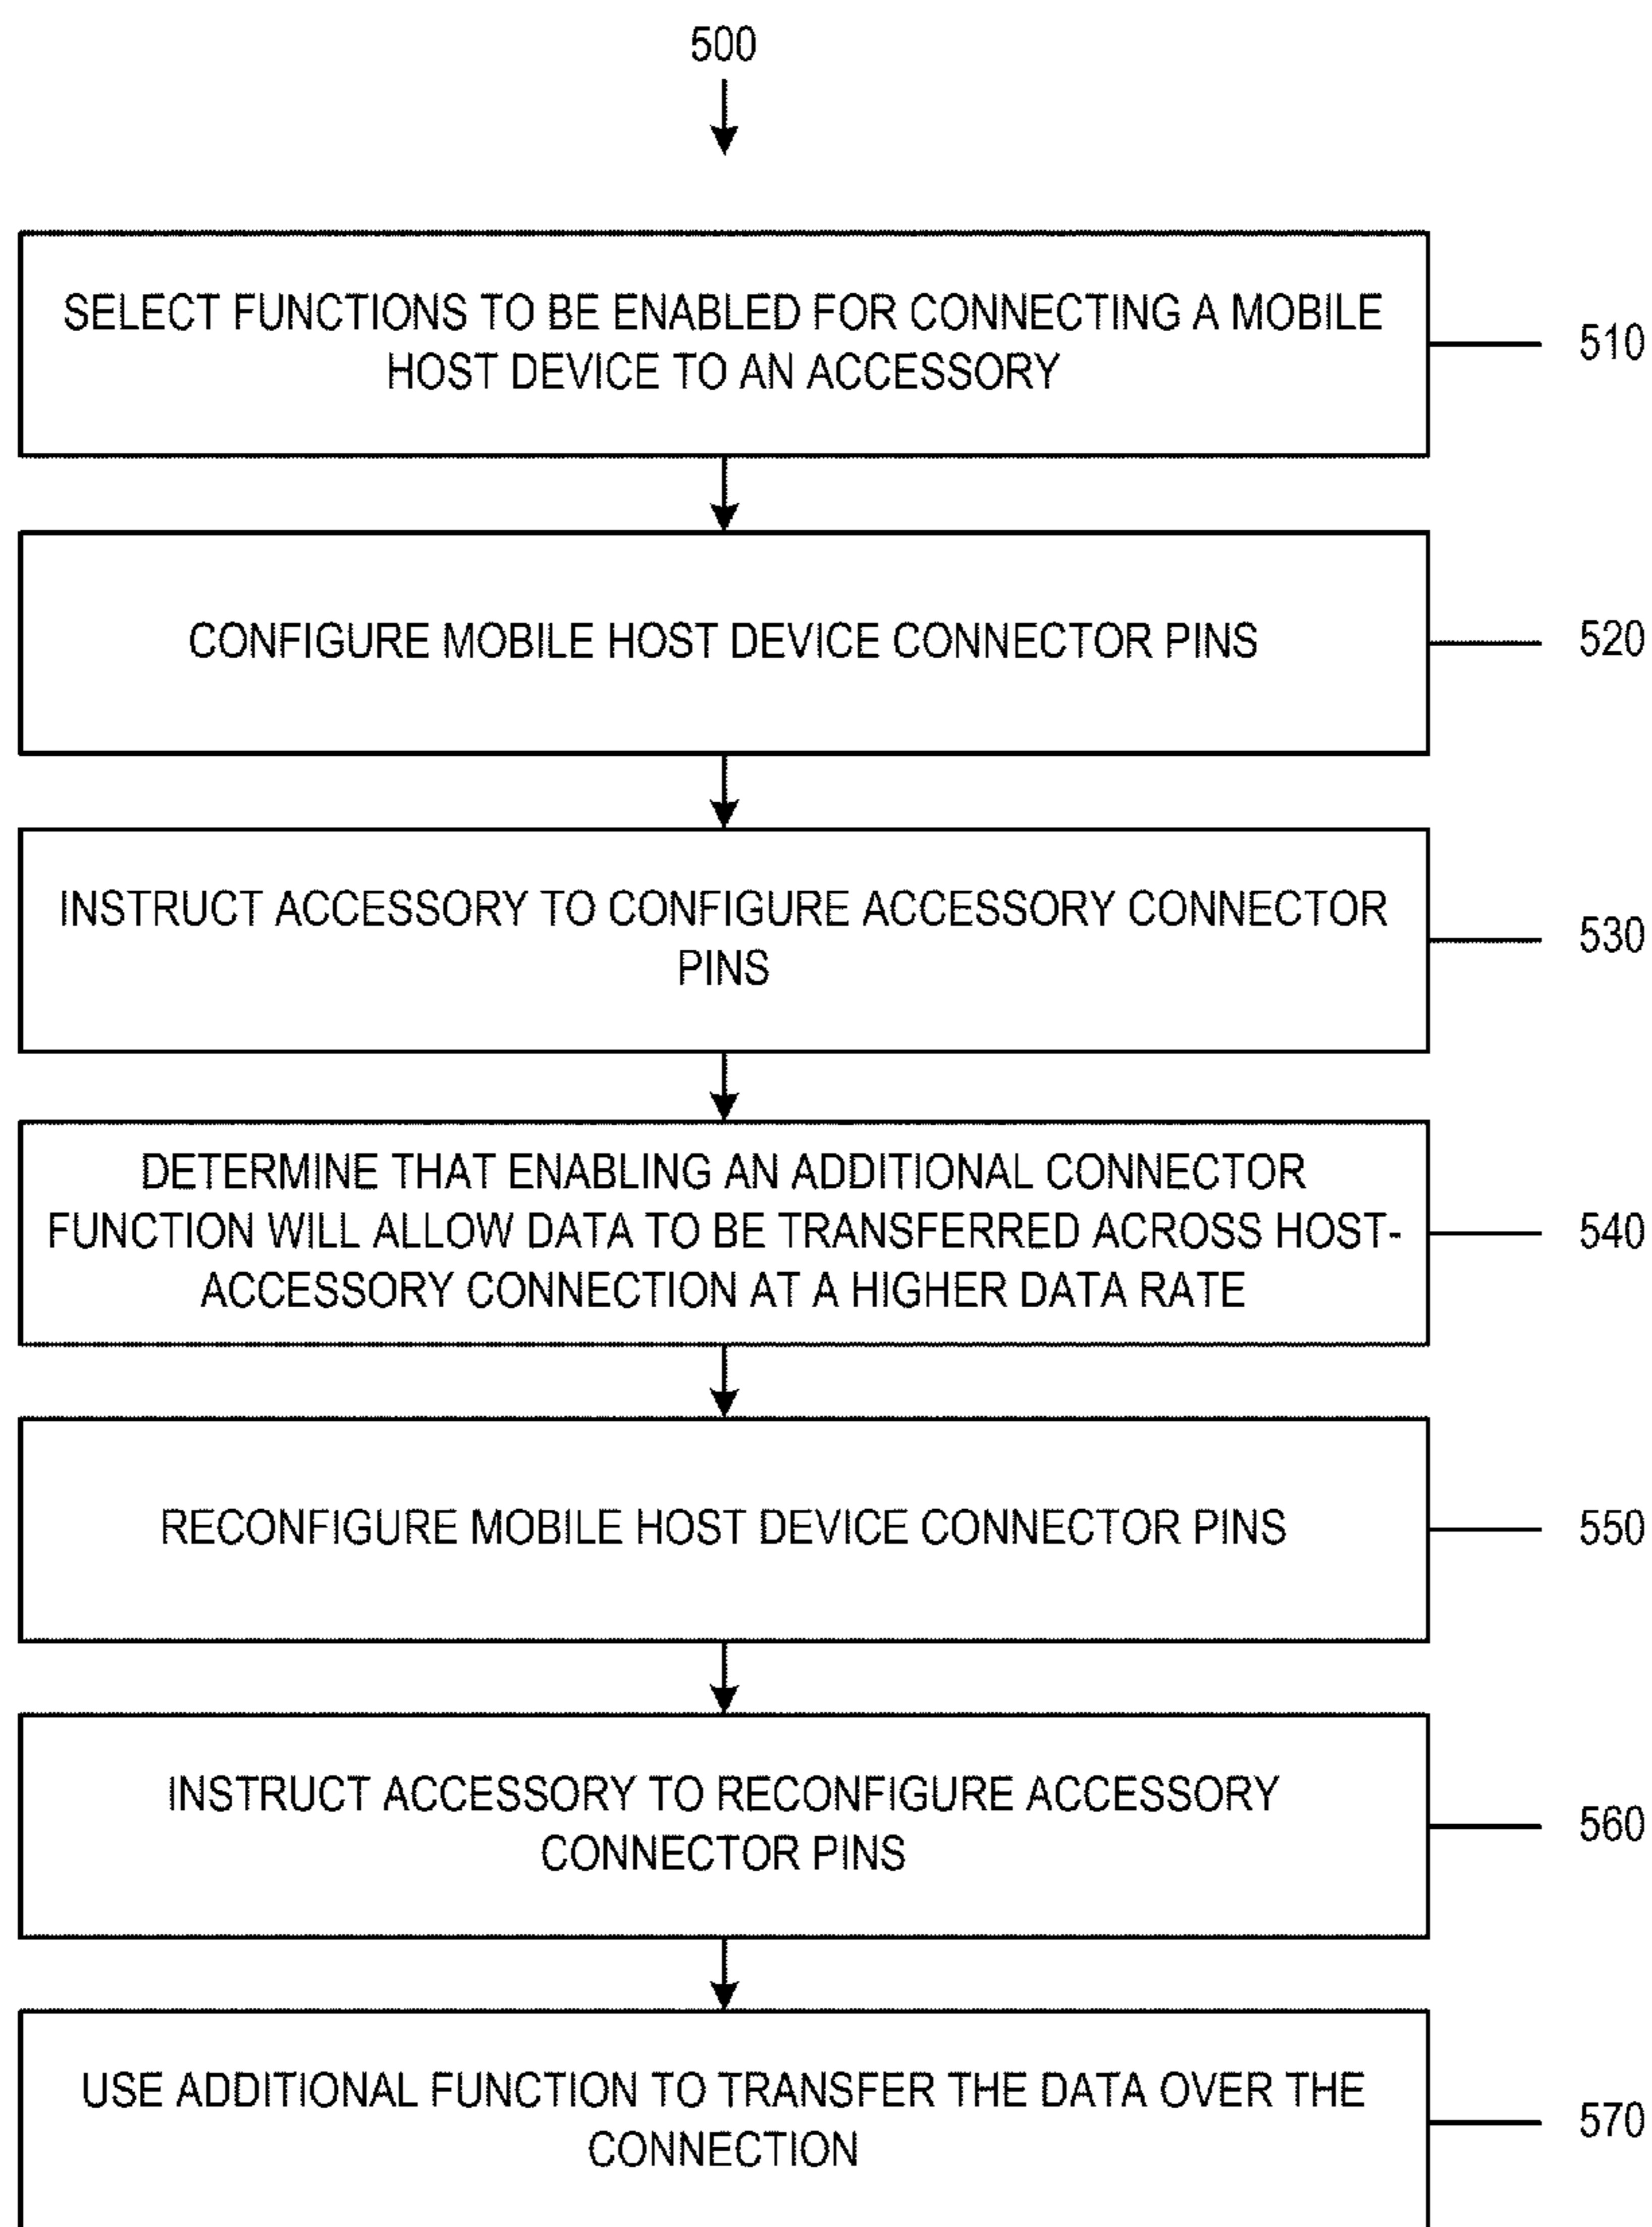 500
SELECT FUNCTIONS TO BE ENABLED FOR CONNECTING A MOBILE
HOST DEVICE TO AN ACCESSORY
510
CONFIGURE MOBILE HOST DEVICE CONNECTOR PINS
520
INSTRUCT ACCESSORY TO CONFIGURE ACCESSORY CONNECTOR
PINS
530
DETERMINE THAT ENABLING AN ADDITIONAL CONNECTOR
FUNCTION WILL ALLOW DATA TO BE TRANSFERRED ACROSS HOST-
ACCESSORY CONNECTION AT A HIGHER DATA RATE
540
RECONFIGURE MOBILE HOST DEVICE CONNECTOR PINS
550
INSTRUCT ACCESSORY TO RECONFIGURE ACCESSORY
CONNECTOR PINS
560
USE ADDITIONAL FUNCTION TO TRANSFER THE DATA OVER THE
CONNECTION
570